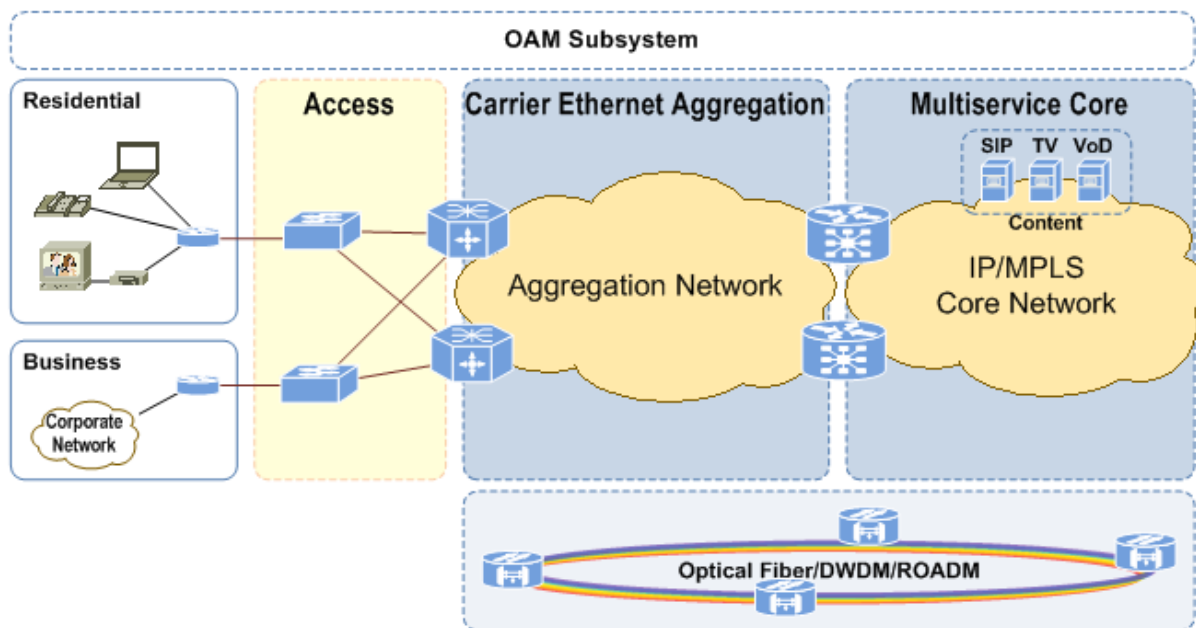 OAM Subsystem
Residential
Access
Carrier Ethernet Aggregation
Multiservice Core
SIP TV VoD
Content
Aggregation Network
IP/MPLS
Core Network
Business
Corporate
Network
Optical Fiber/DWDM/ROADM